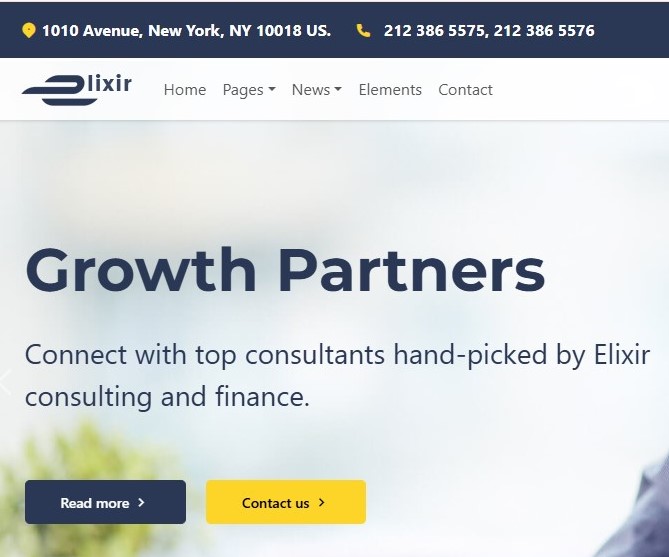 1010 Avenue, New York, NY 10018 US. 212 386 5575, 212 386 5576
Elixir Home Pages News Elements Contact
Growth Partners
Connect with top consultants hand-picked by Elixir
consulting and finance.
Read more Contact us